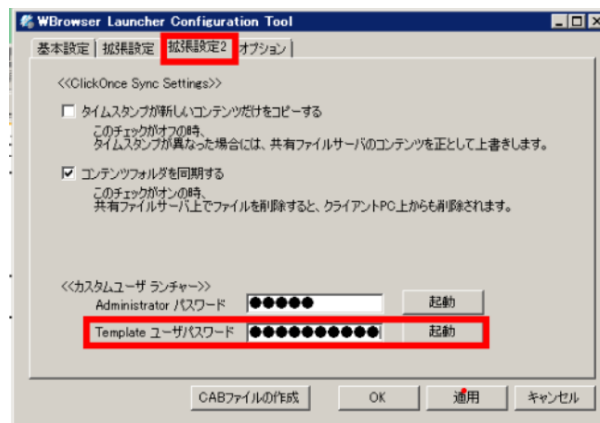 WBrowser Launcher Configuration Tool
基本設定 拡張設定 拡張設定2 オプション
<<ClickOnce Sync Settings>>
タイムスタンプが新しいコンテンツだけをコピーする
このチェックがオフの時、
タイムスタンプが異なった場合には、共有ファイルサーバのコンテンツを正として上書きします。
コンテンツフォルダを同期する
このチェックがオンの時、
共有ファイルサーバ上でファイルを削除すると、クライアントPC上からも削除されます。
<<カスタムユーザ ランチャー>>
Administrator パスワード ●●●●● 起動
Template ユーザパスワード ●●●●●●●●●● 起動
CABファイルの作成 OK 適用 キャンセル